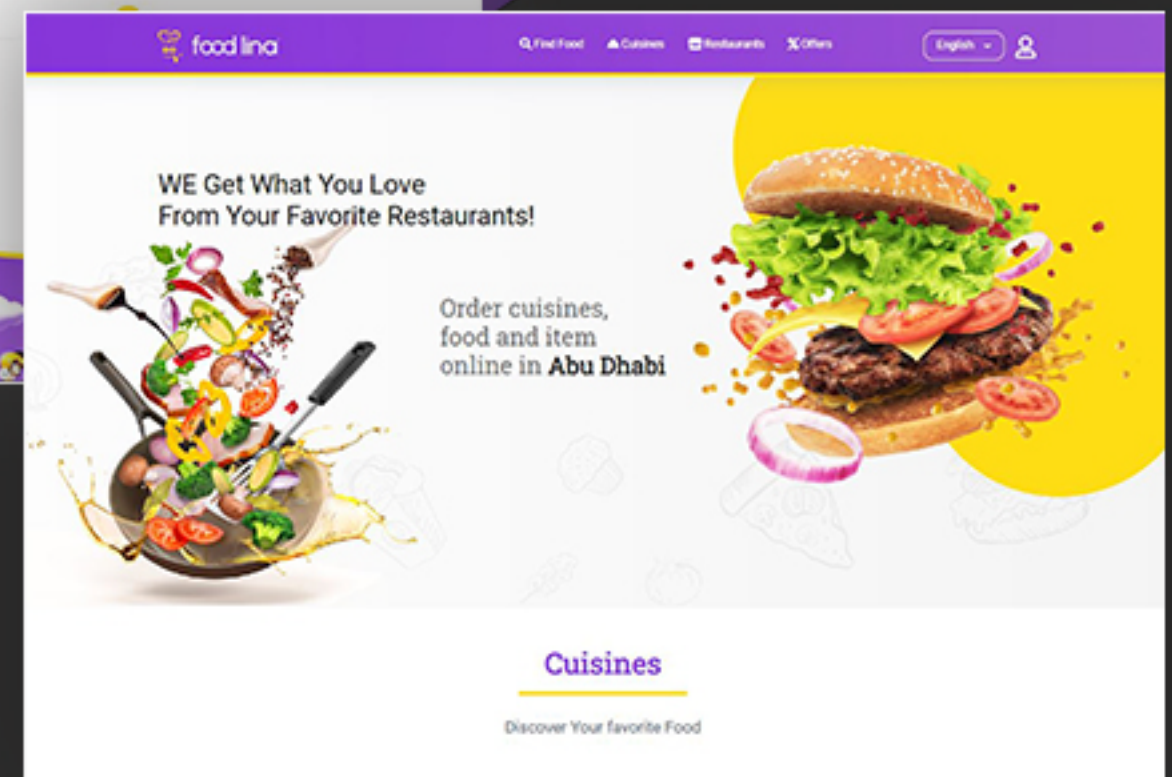 food lina
Find Food Cuisines Restaurants Offers
English
WE Get What You Love
From Your Favorite Restaurants!
Order cuisines,
food and item
online in Abu Dhabi
Cuisines
Discover Your favorite Food